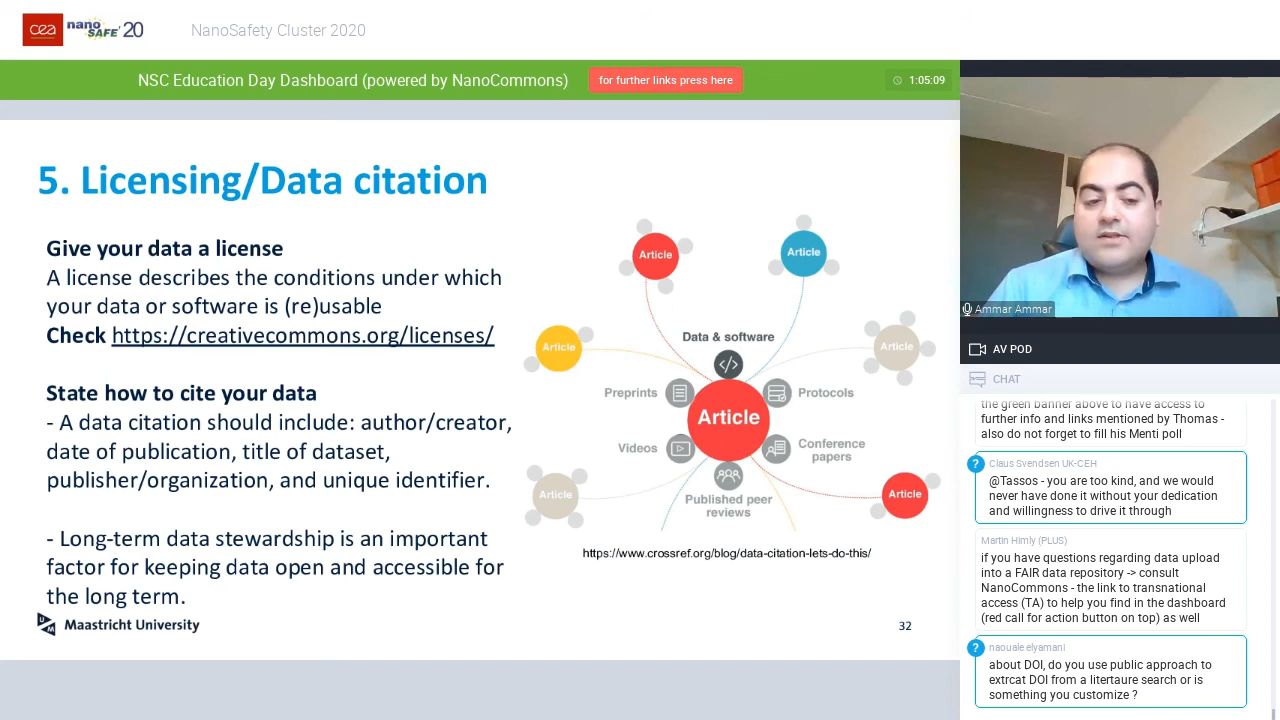 cea nano SAFE'20
NanoSafety Cluster 2020
NSC Education Day Dashboard (powered by NanoCommons)
for further links press here
1:05:09
5. Licensing/Data citation
Give your data a license
A license describes the conditions under which
your data or software is (re)usable
Check https://creativecommons.org/licenses/
State how to cite your data
- A data citation should include: author/creator,
date of publication, title of dataset,
publisher/organization, and unique identifier.
- Long-term data stewardship is an important
factor for keeping data open and accessible for
the long term.
Maastricht University
Article
Article
Article
Article
Data & software
Preprints
Protocols
Article
Videos
Conference
papers
Article
Published peer
reviews
Article
https://www.crossref.org/blog/data-citation-lets-do-this/
32
Ammar Ammar
AV POD
CHAT
the green banner above to have access to
further info and links mentioned by Thomas -
also do not forget to fill his Menti poll
Claus Svendsen UK-CEH
@Tassos - you are too kind, and we would
never have done it without your dedication
and willingness to drive it through
Martin Himly (PLUS)
if you have questions regarding data upload
into a FAIR data repository -> consult
NanoCommons - the link to transnational
access (TA) to help you find in the dashboard
(red call for action button on top) as well
naouale elyamani
about DOI, do you use public approach to
extrcat DOI from a litertaure search or is
something you customize ?